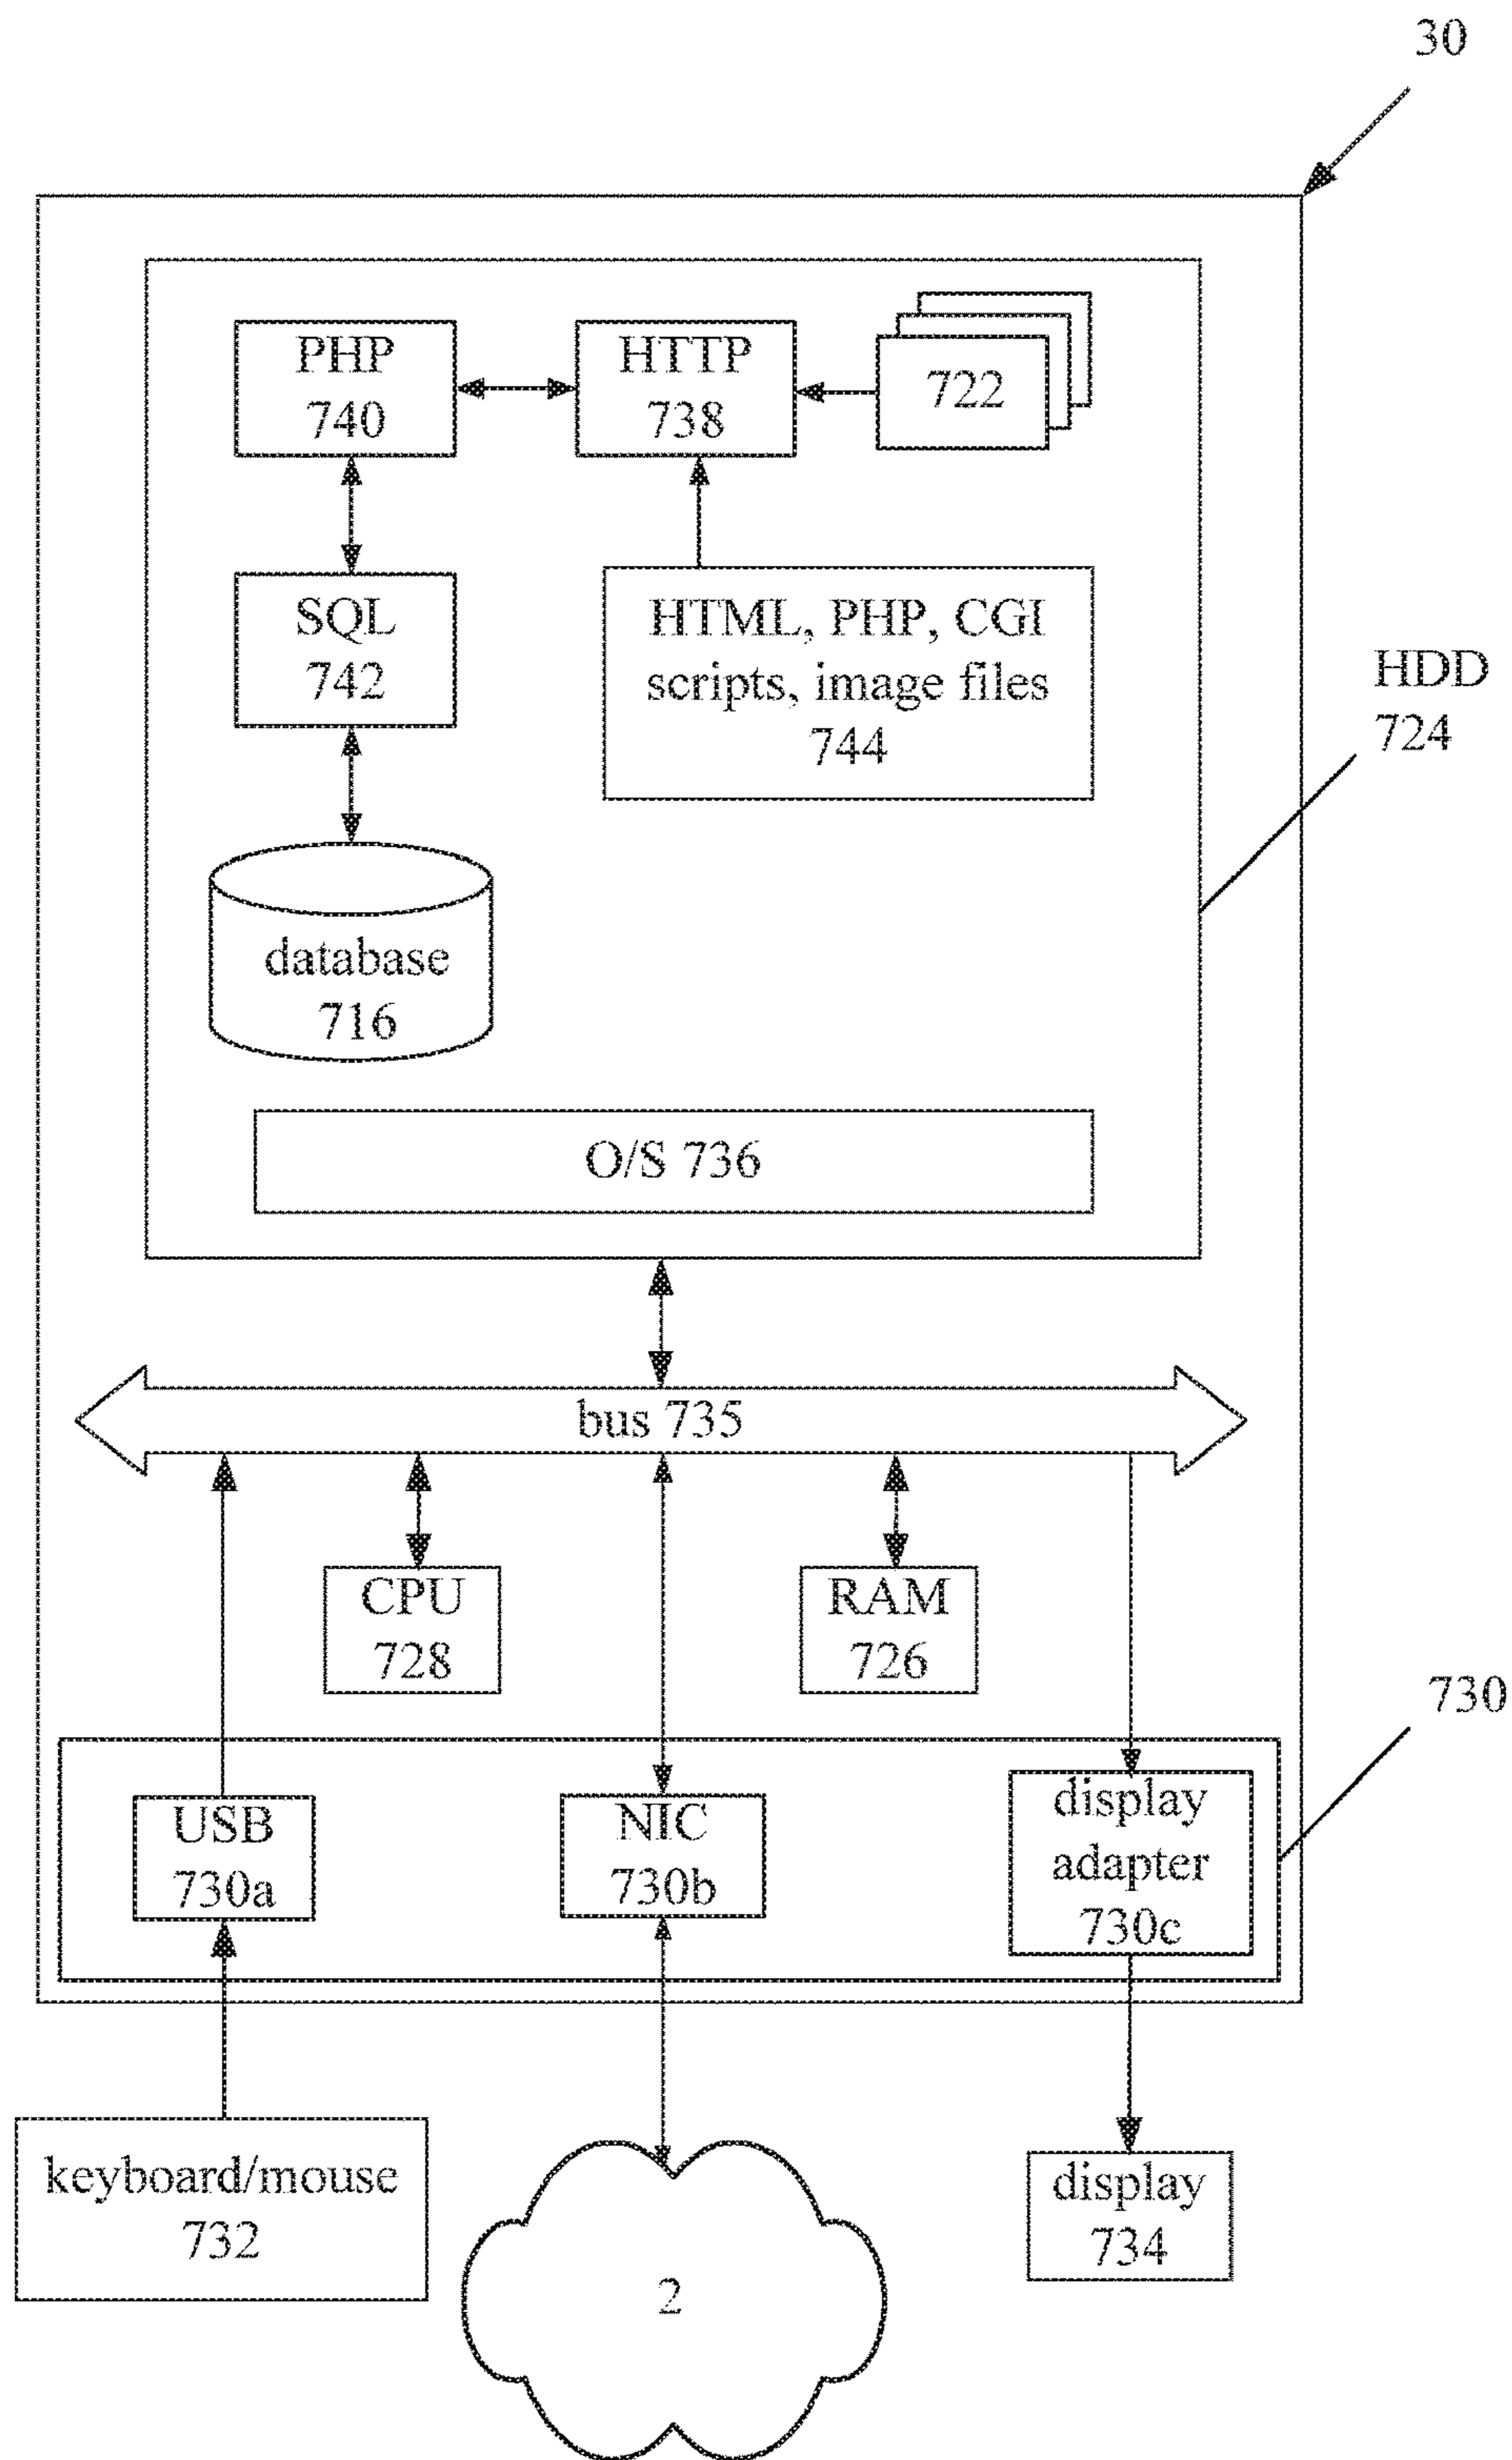 30
PHP
740
HTTP
738
722
SQL
742
HTML, PHP, CGI
scripts, image files
744
HDD
724
database
716
O/S 736
bus 735
CPU
728
RAM
726
730
USB
730a
NIC
730b
display
adapter
730c
keyboard/mouse
732
2
display
734